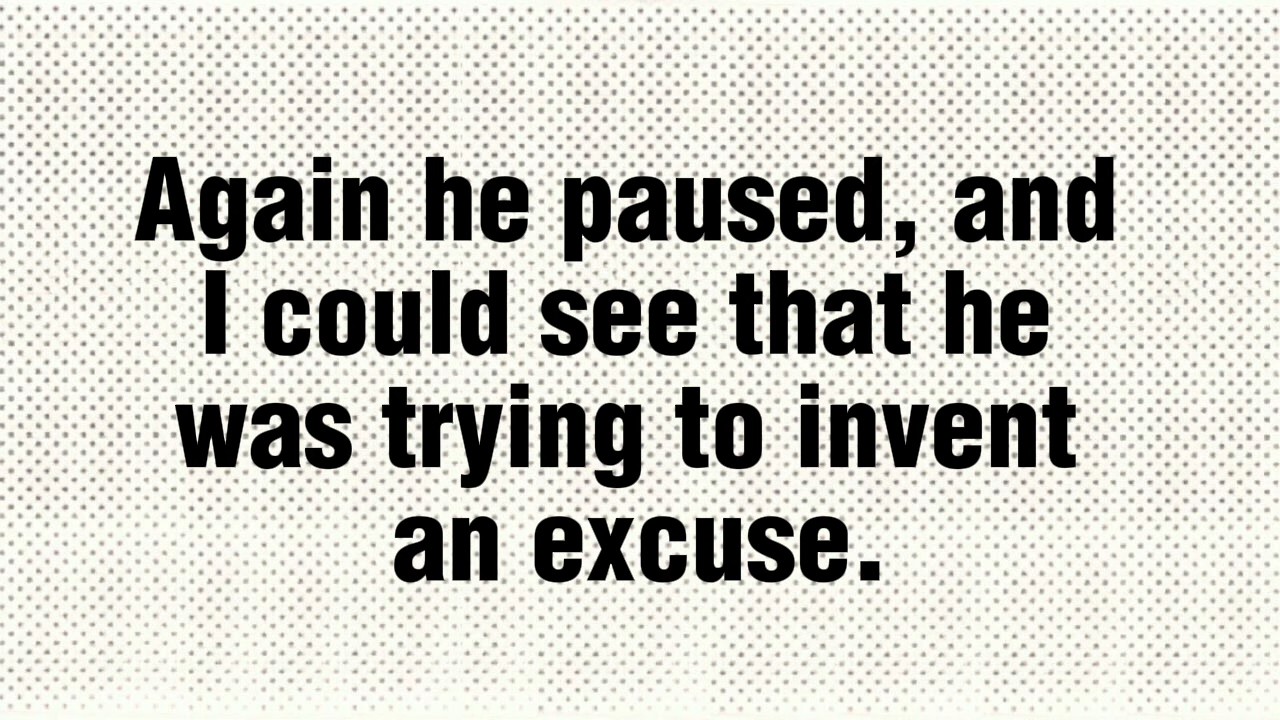 Again he paused, and
I could see that he
was trying to invent
an excuse.